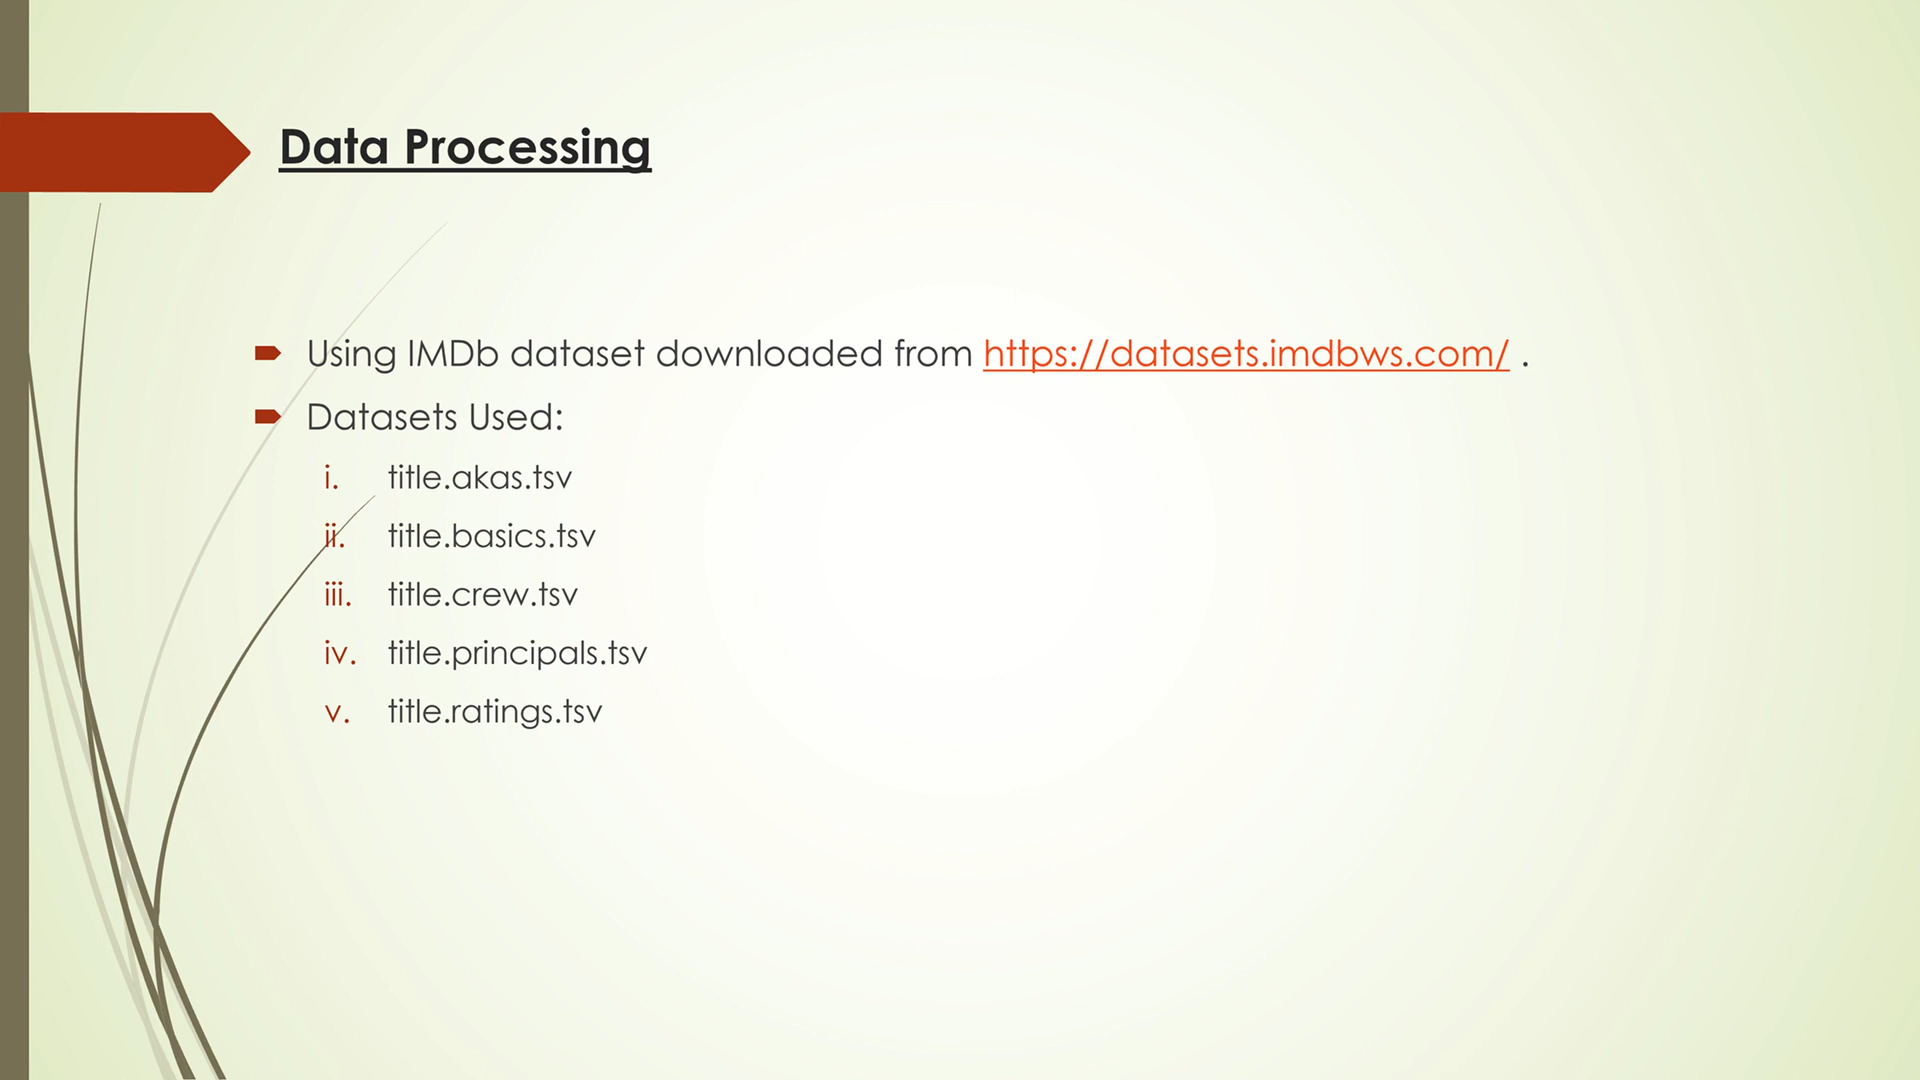 Data Processing
Using IMDb dataset downloaded from https://datasets.imdbws.com/ .
Datasets Used:
i. title.akas.tsv
ii. title.basics.tsv
iii. title.crew.tsv
iv. title.principals.tsv
v. title.ratings.tsv